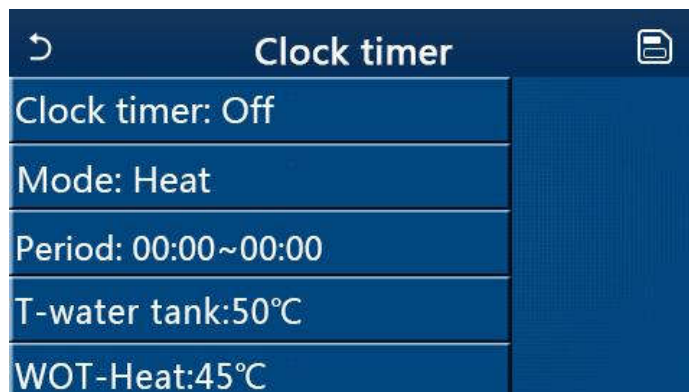 Clock timer
Clock timer: Off
Mode: Heat
Period: 00:00~00:00
T-water tank:50℃
WOT-Heat:45℃